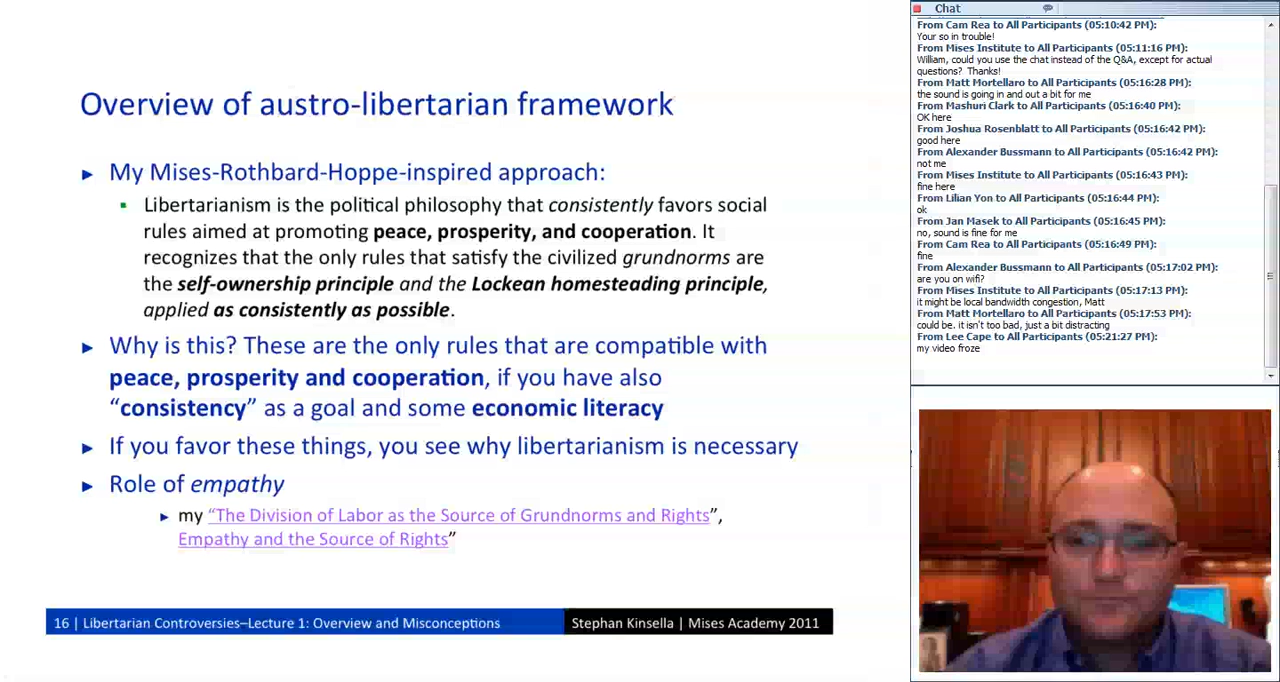 Overview of austro-libertarian framework
► My Mises-Rothbard-Hoppe-inspired approach:
▪ Libertarianism is the political philosophy that consistently favors social
rules aimed at promoting peace, prosperity, and cooperation. It
recognizes that the only rules that satisfy the civilized grundnorms are
the self-ownership principle and the Lockean homesteading principle,
applied as consistently as possible.
► Why is this? These are the only rules that are compatible with
peace, prosperity and cooperation, if you have also
“consistency” as a goal and some economic literacy
► If you favor these things, you see why libertarianism is necessary
► Role of empathy
► my “The Division of Labor as the Source of Grundnorms and Rights”,
Empathy and the Source of Rights”
16 | Libertarian Controversies–Lecture 1: Overview and Misconceptions
Stephan Kinsella | Mises Academy 2011
Chat
From Cam Rea to All Participants (05:10:42 PM):
Your so in trouble!
From Mises Institute to All Participants (05:11:16 PM):
William, could you use the chat instead of the Q&A, except for actual
questions? Thanks!
From Matt Mortellaro to All Participants (05:16:28 PM):
the sound is going in and out a bit for me
From Mashuri Clark to All Participants (05:16:40 PM):
OK here
From Joshua Rosenblatt to All Participants (05:16:42 PM):
good here
From Alexander Bussmann to All Participants (05:16:42 PM):
not me
From Mises Institute to All Participants (05:16:43 PM):
fine here
From Lilian Yon to All Participants (05:16:44 PM):
ok
From Jan Masek to All Participants (05:16:45 PM):
no, sound is fine for me
From Cam Rea to All Participants (05:16:49 PM):
fine
From Alexander Bussmann to All Participants (05:17:02 PM):
are you on wifi?
From Mises Institute to All Participants (05:17:13 PM):
it might be local bandwidth congestion, Matt
From Matt Mortellaro to All Participants (05:17:53 PM):
could be. it isn't too bad, just a bit distracting
From Lee Cape to All Participants (05:21:27 PM):
my video froze